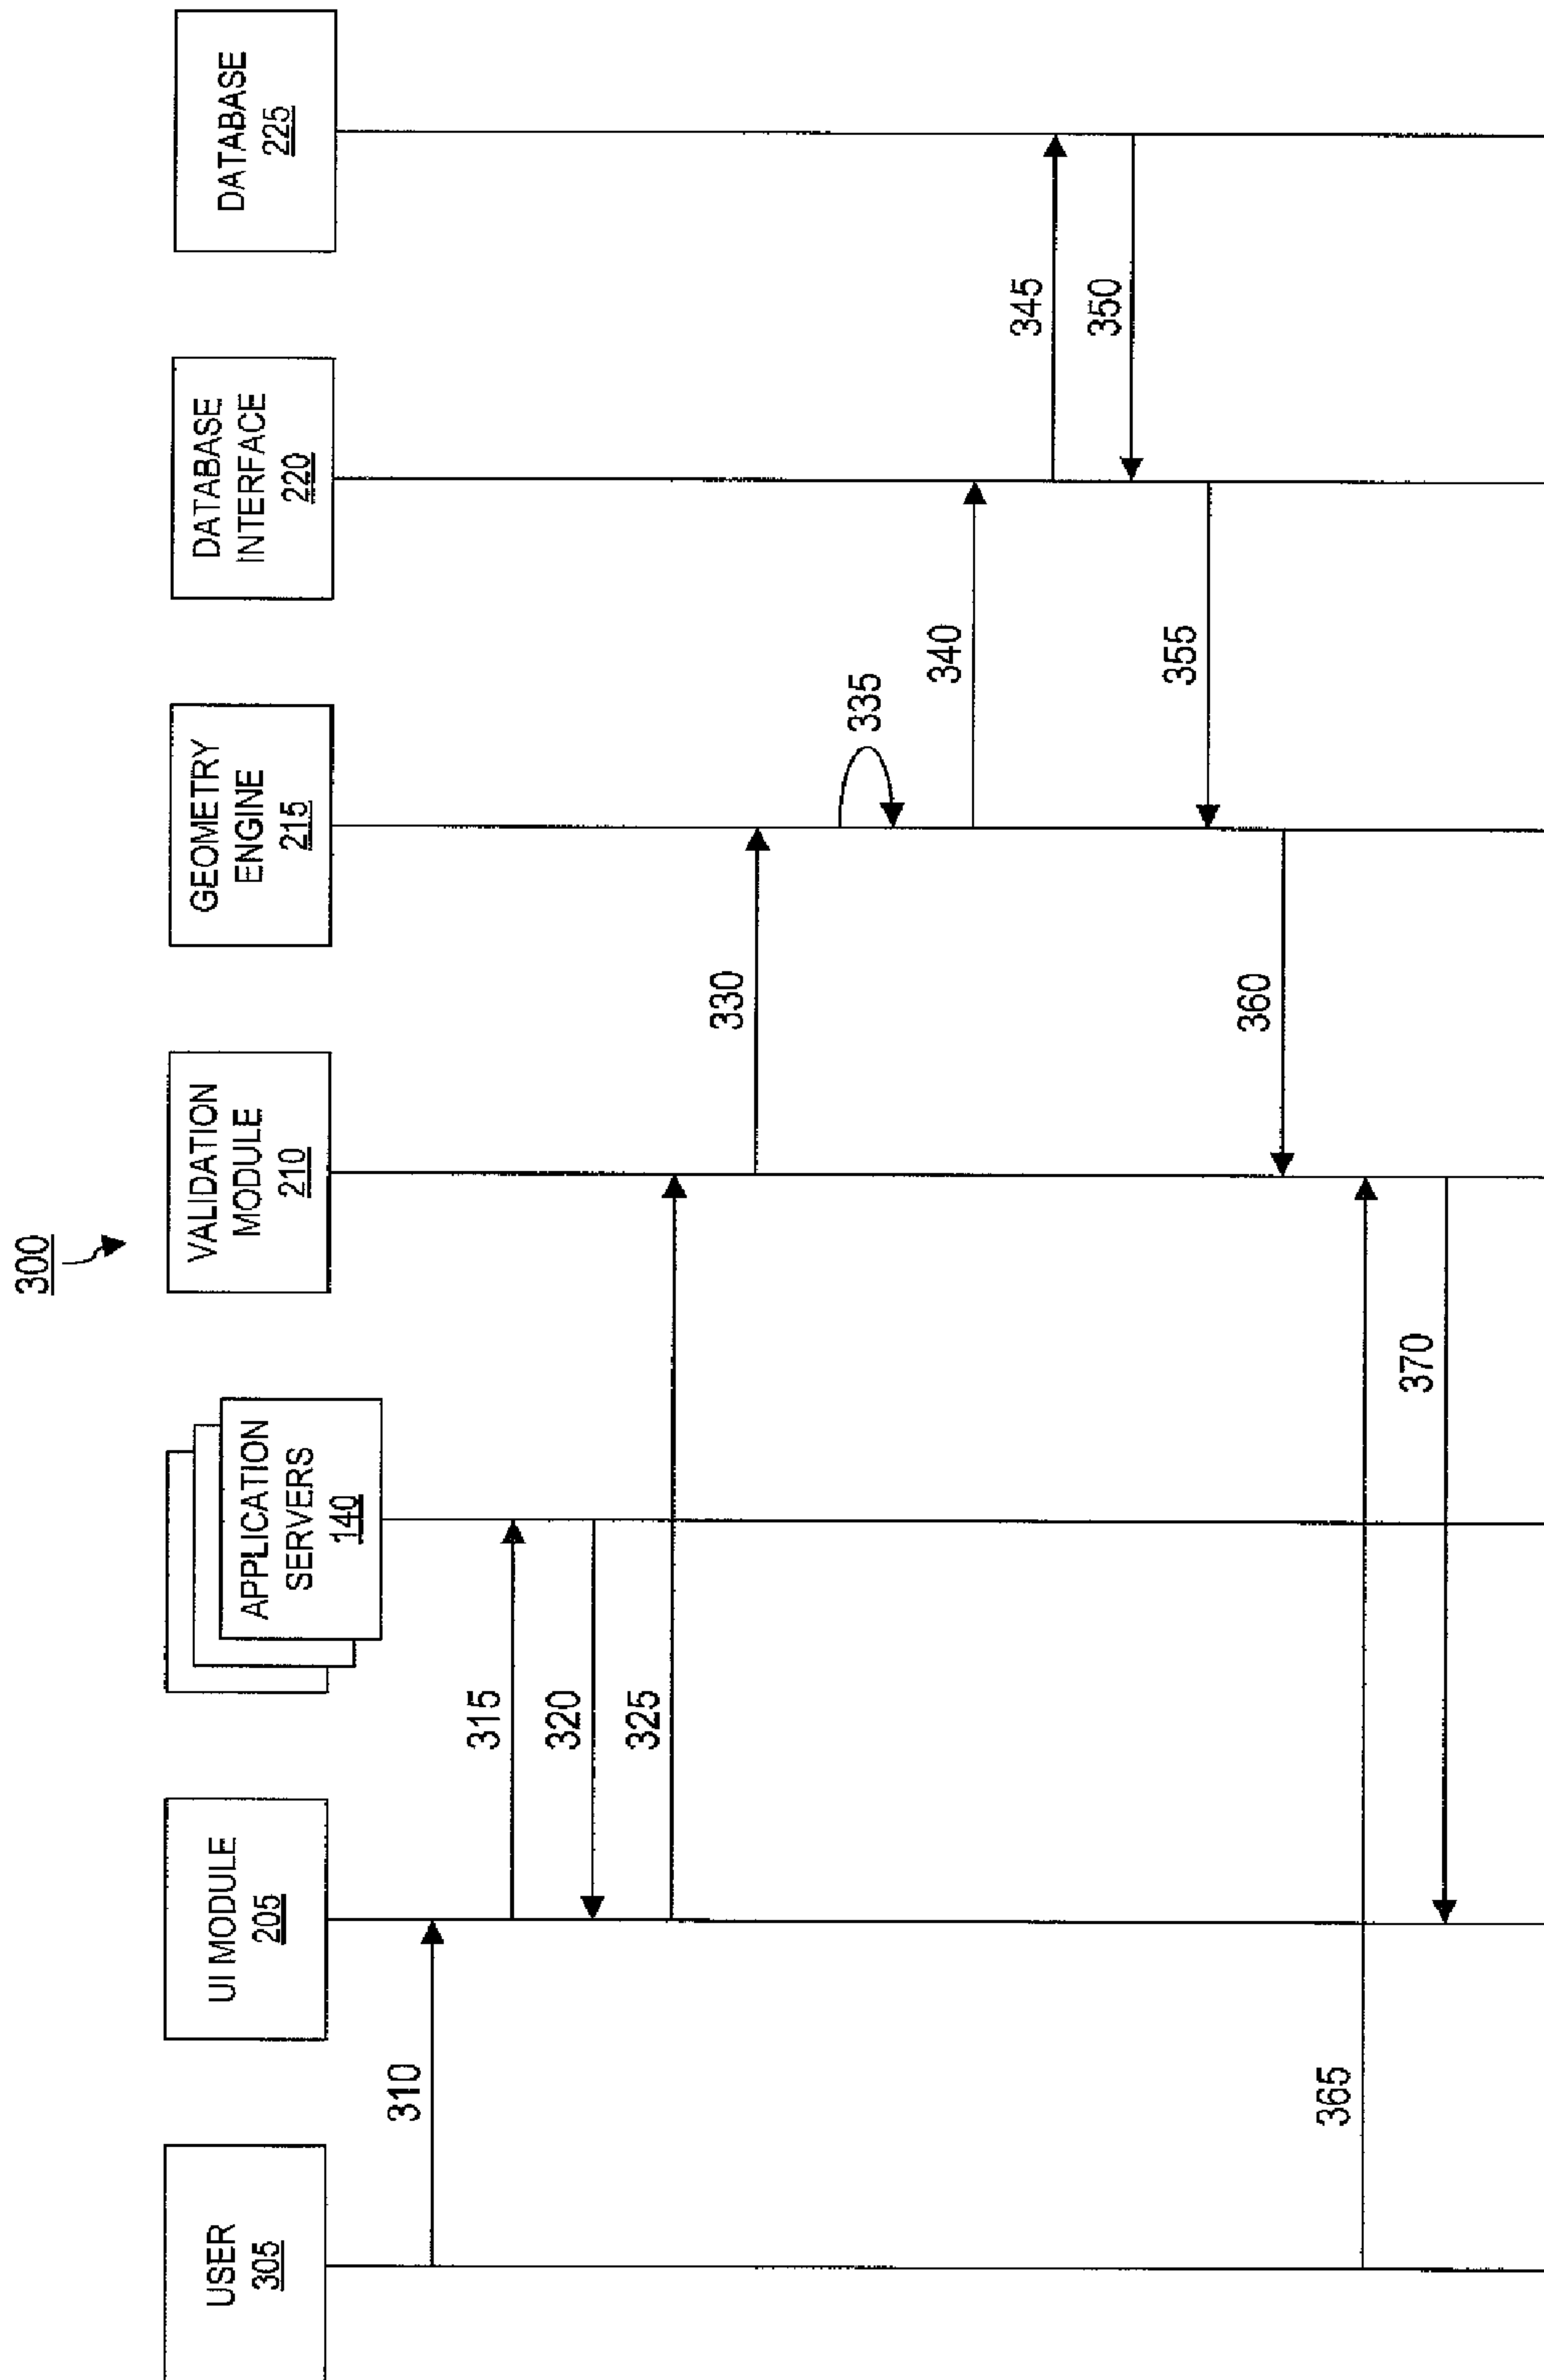 300
USER
305
UI MODULE
205
APPLICATION
SERVERS
140
VALIDATION
MODULE
210
GEOMETRY
ENGINE
215
DATABASE
INTERFACE
220
DATABASE
225
310
315
320
325
330
335
340
345
350
355
360
365
370